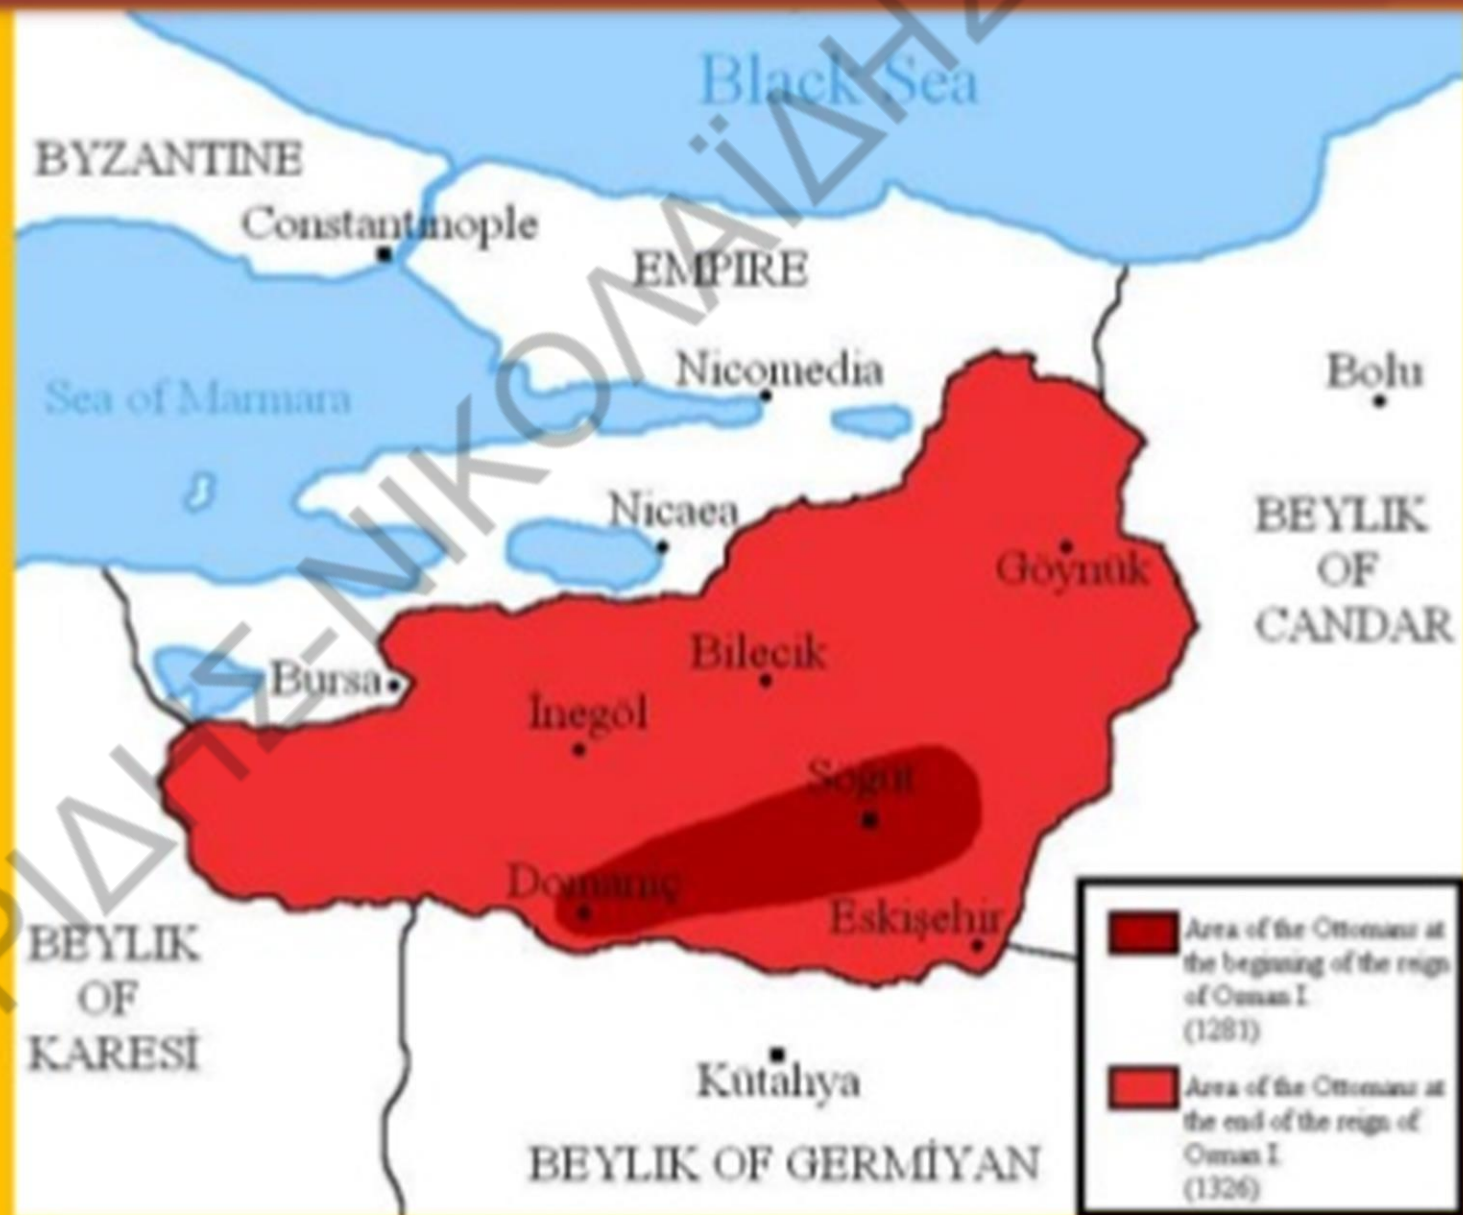 Black Sea
BYZANTINE
Constantinople
EMPIRE
Nicomedia
Bolu
Sea of Marmara
Nicaea
BEYLIK
OF
CANDAR
Göynük
Bilecik
Bursa
İnegöl
Söğüt
Domaniç
Eskişehir
BEYLIK
OF
KARESİ
Kütahya
BEYLIK OF GERMİYAN
Area of the Ottomans at
the beginning of the reign
of Osman I.
(1281)
Area of the Ottomans at
the end of the reign of
Osman I.
(1326)
ΡΙΔΗΣ-ΝΙΚΟΛΑΪΔΗΣ